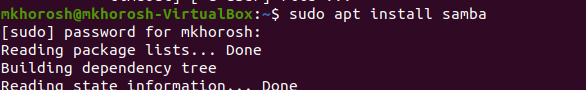 mkhorosh@mkhorosh-VirtualBox:~$ sudo apt install samba
[sudo] password for mkhorosh:
Reading package lists... Done
Building dependency tree
Reading state information... Done